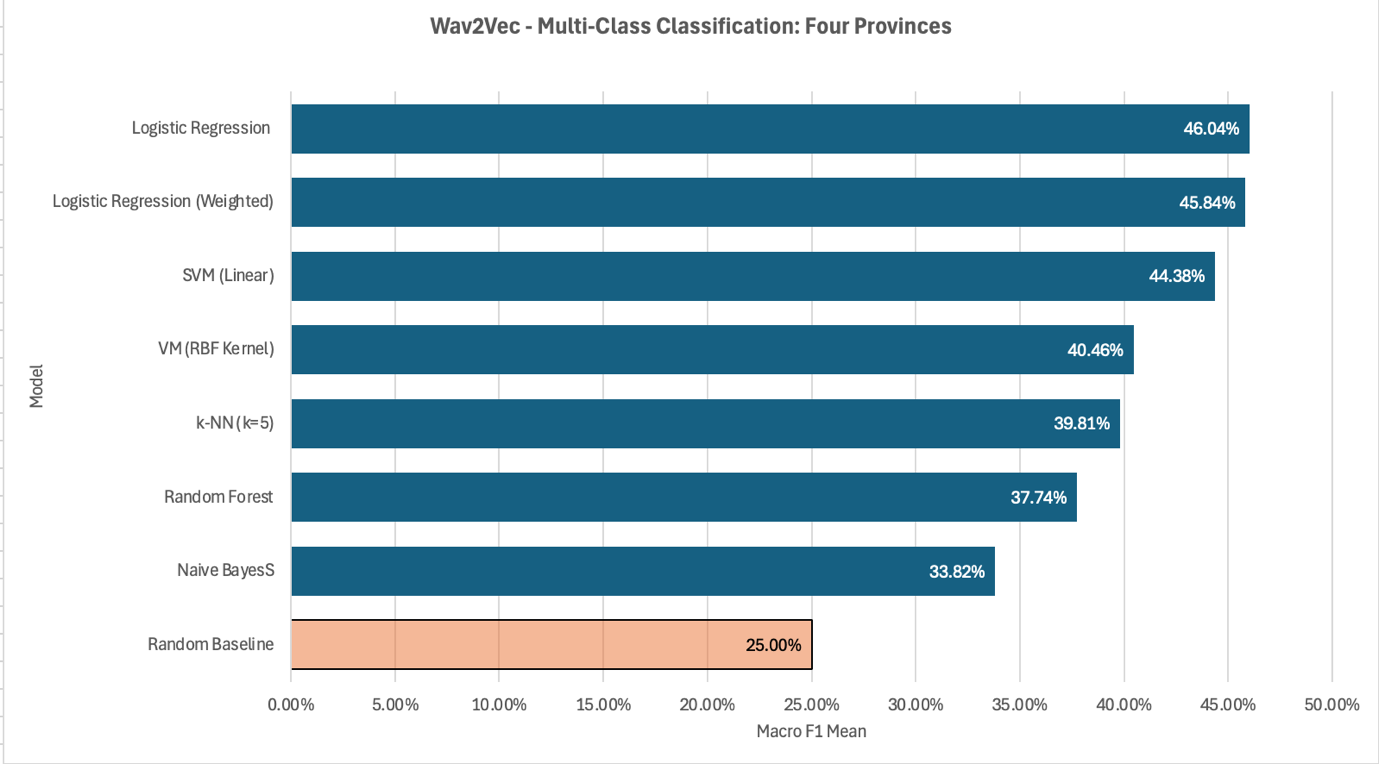 Wav2Vec - Multi-Class Classification: Four Provinces
Logistic Regression 46.04%
Logistic Regression (Weighted) 45.84%
SVM (Linear) 44.38%
VM (RBF Kernel) 40.46%
Model
k-NN (k=5) 39.81%
Random Forest 37.74%
Naive BayesS 33.82%
Random Baseline 25.00%
0.00% 5.00% 10.00% 15.00% 20.00% 25.00% 30.00% 35.00% 40.00% 45.00% 50.00%
Macro F1 Mean